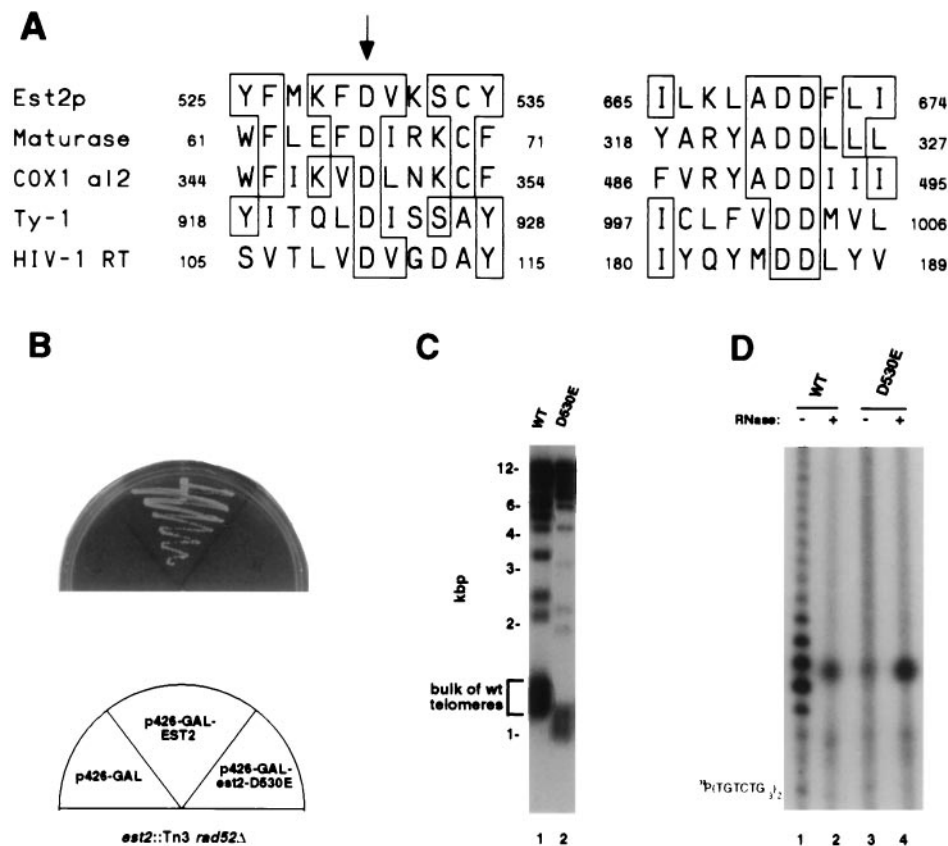 A
Est2p 525 Y F M K F D V K S C Y 535 665 I L K L A D D F L I 674
Maturase 61 W F L E F D I R K C F 71 318 Y A R Y A D D L L L 327
COX1 aI2 344 W F I K V D L N K C F 354 486 F V R Y A D D I I I 495
Ty-1 918 Y I T Q L D I S S A Y 928 997 I C L F V D D M V L 1006
HIV-1 RT 105 S V T L V D V G D A Y 115 180 I Y Q Y M D D L Y V 189
B
p426-GAL
p426-GAL-
EST2
p426-GAL-
est2-D530E
est2::Tn3 rad52Δ
C
WT
D530E
kbp
12-
6-
4-
3-
2-
bulk of wt
telomeres
1-
1 2
D
WT
D530E
RNase: - + - +
³²P(TGTCTG₃)₂
1 2 3 4